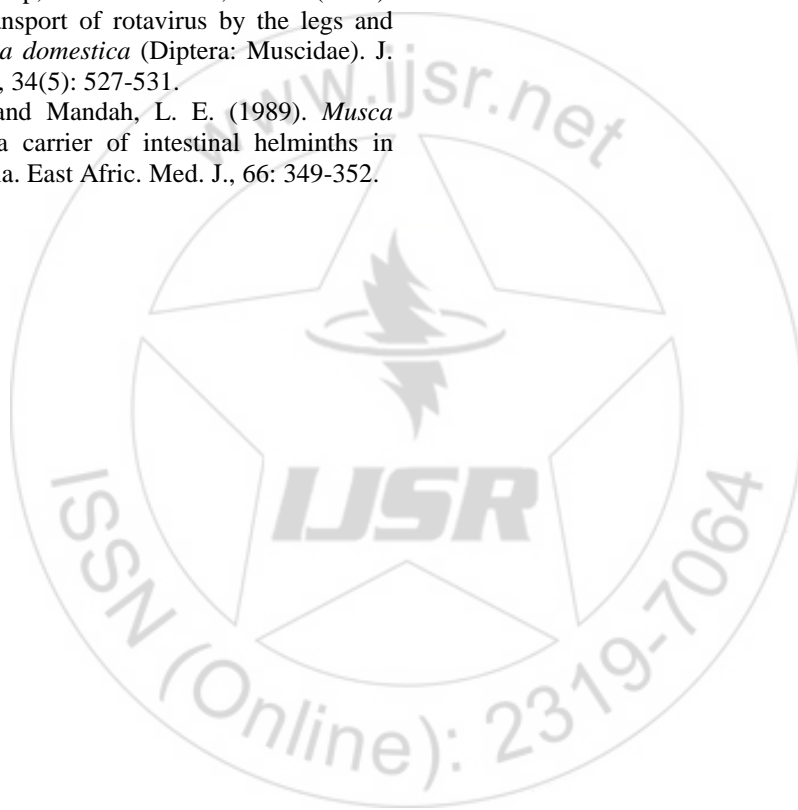 ansport of rotavirus by the legs and
a domestica (Diptera: Muscidae). J.
, 34(5): 527-531.
and Mandah, L. E. (1989). Musca
a carrier of intestinal helminths in
ia. East Afric. Med. J., 66: 349-352.
www.ijsr.net
IJSR
ISSN (Online): 2319-7064